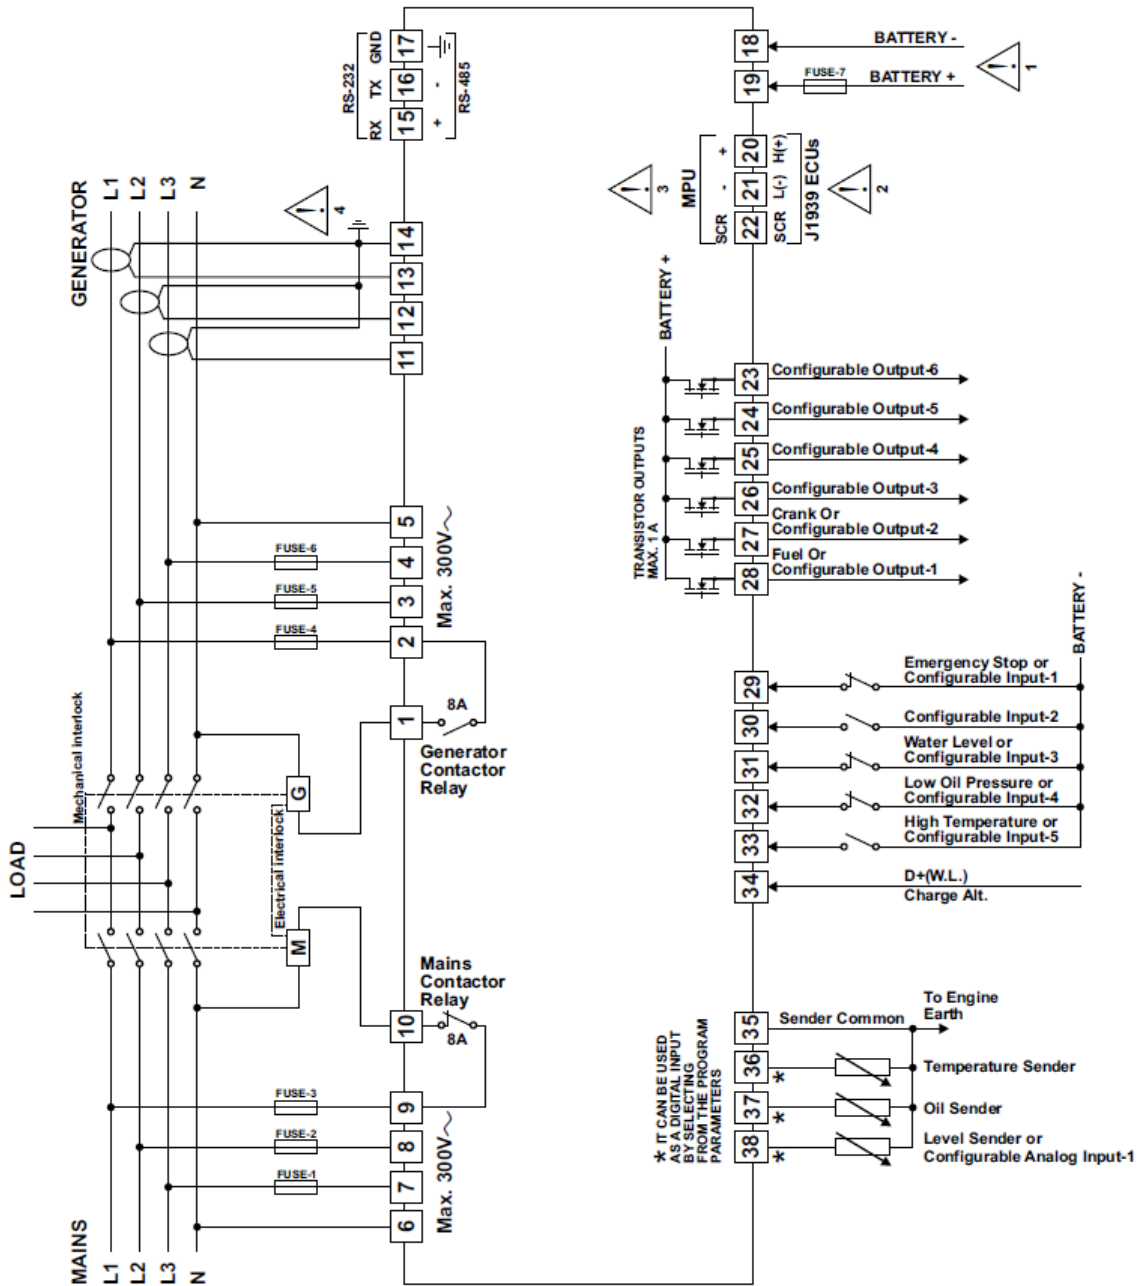 GENERATOR
L1
L2
L3
N
RS-232
RX
TX
GND
15
16
17
+
-
RS-485
4
14
13
12
11
5
4
3
2
FUSE-6
FUSE-5
FUSE-4
Max. 300V~
1
8A
Generator
Contactor
Relay
Mechanical interlock
G
Electrical interlock
LOAD
M
Mains
Contactor
Relay
10
8A
9
8
7
6
FUSE-3
FUSE-2
FUSE-1
Max. 300V~
MAINS
L1
L2
L3
N
18
BATTERY -
19
FUSE-7
BATTERY +
1
3
MPU
SCR
-
+
22
21
20
SCR
L(-)
H(+)
J1939 ECUs
2
BATTERY +
TRANSISTOR OUTPUTS
MAX. 1 A
23
Configurable Output-6
24
Configurable Output-5
25
Configurable Output-4
26
Configurable Output-3
27
Crank Or
Configurable Output-2
28
Fuel Or
Configurable Output-1
BATTERY -
29
Emergency Stop or
Configurable Input-1
30
Configurable Input-2
31
Water Level or
Configurable Input-3
32
Low Oil Pressure or
Configurable Input-4
33
High Temperature or
Configurable Input-5
34
D+(W.L.)
Charge Alt.
35
Sender Common
To Engine
Earth
36
*
Temperature Sender
37
*
Oil Sender
38
*
Level Sender or
Configurable Analog Input-1
* IT CAN BE USED
AS A DIGITAL INPUT
BY SELECTING
FROM THE PROGRAM
PARAMETERS